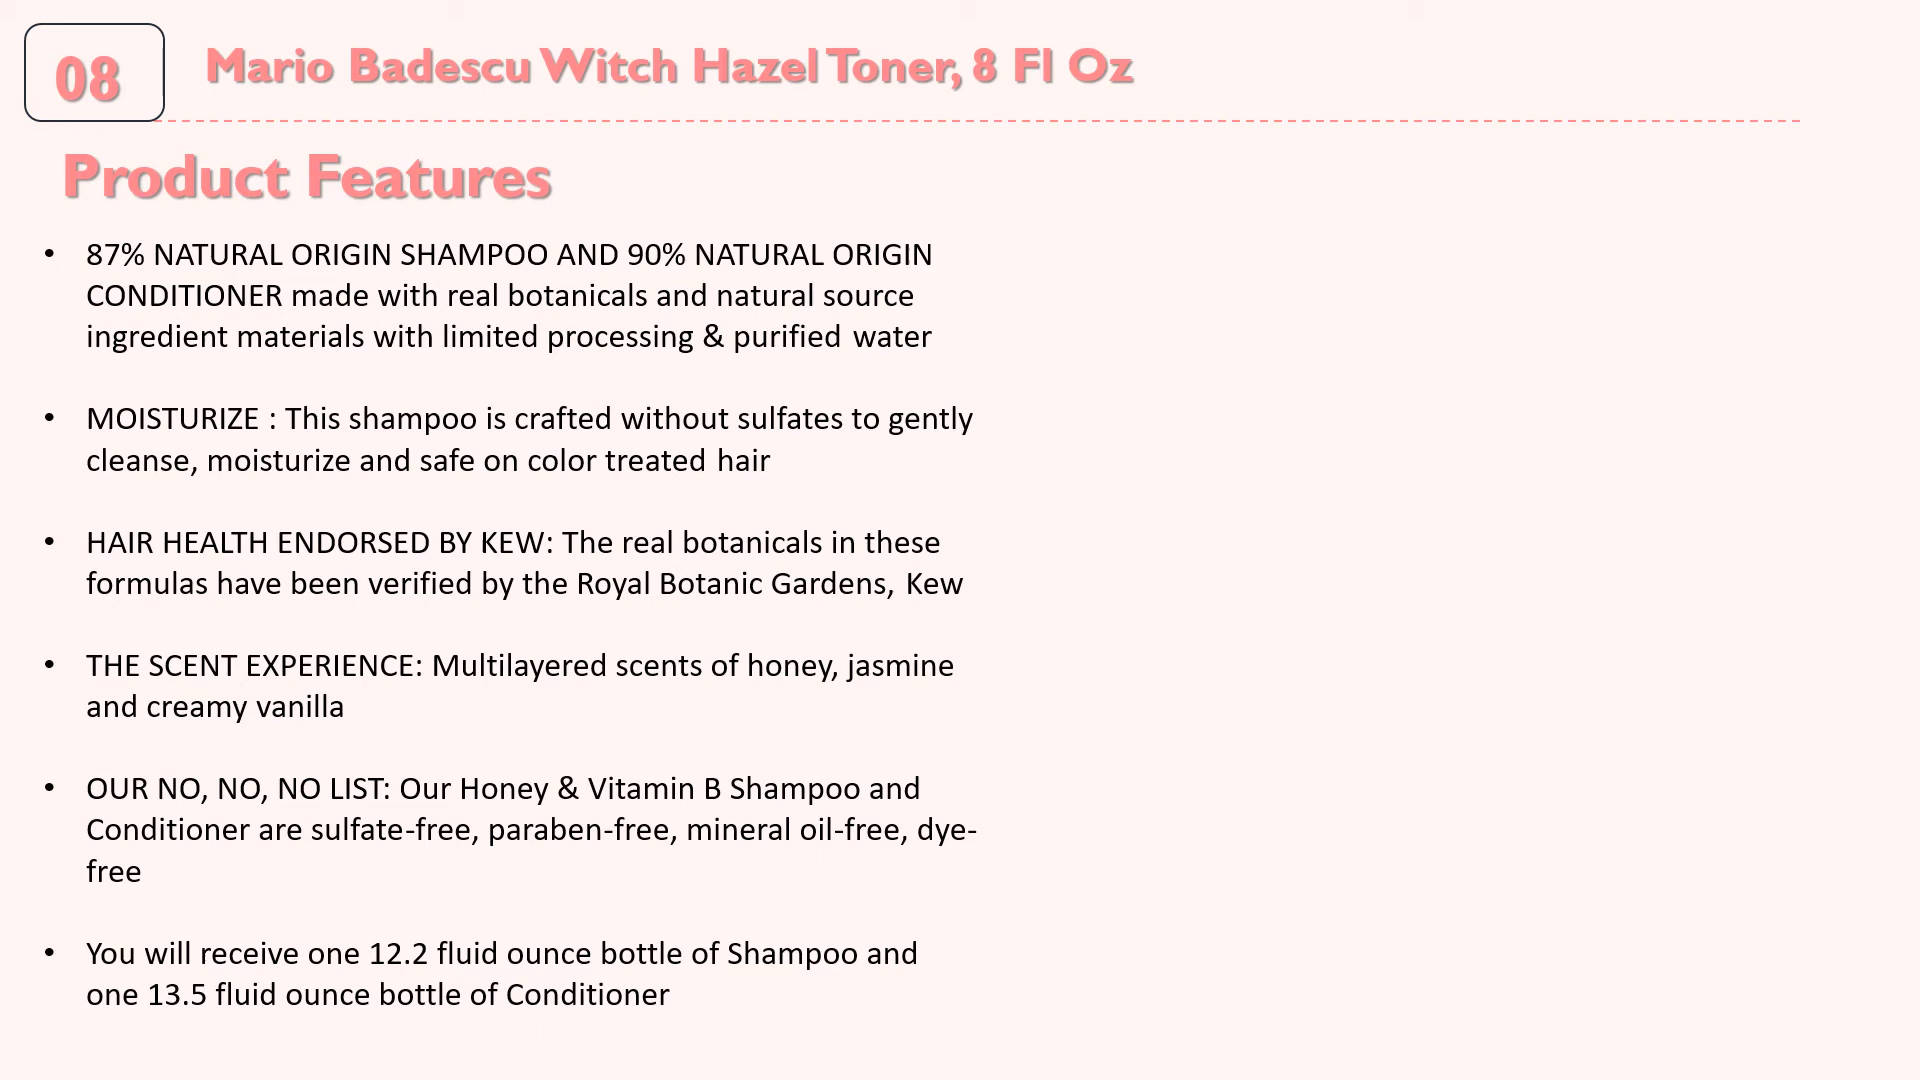 08
Mario Badescu Witch Hazel Toner, 8 Fl Oz
Product Features
• 87% NATURAL ORIGIN SHAMPOO AND 90% NATURAL ORIGIN
CONDITIONER made with real botanicals and natural source
ingredient materials with limited processing & purified water
• MOISTURIZE : This shampoo is crafted without sulfates to gently
cleanse, moisturize and safe on color treated hair
• HAIR HEALTH ENDORSED BY KEW: The real botanicals in these
formulas have been verified by the Royal Botanic Gardens, Kew
• THE SCENT EXPERIENCE: Multilayered scents of honey, jasmine
and creamy vanilla
• OUR NO, NO, NO LIST: Our Honey & Vitamin B Shampoo and
Conditioner are sulfate-free, paraben-free, mineral oil-free, dye-
free
• You will receive one 12.2 fluid ounce bottle of Shampoo and
one 13.5 fluid ounce bottle of Conditioner